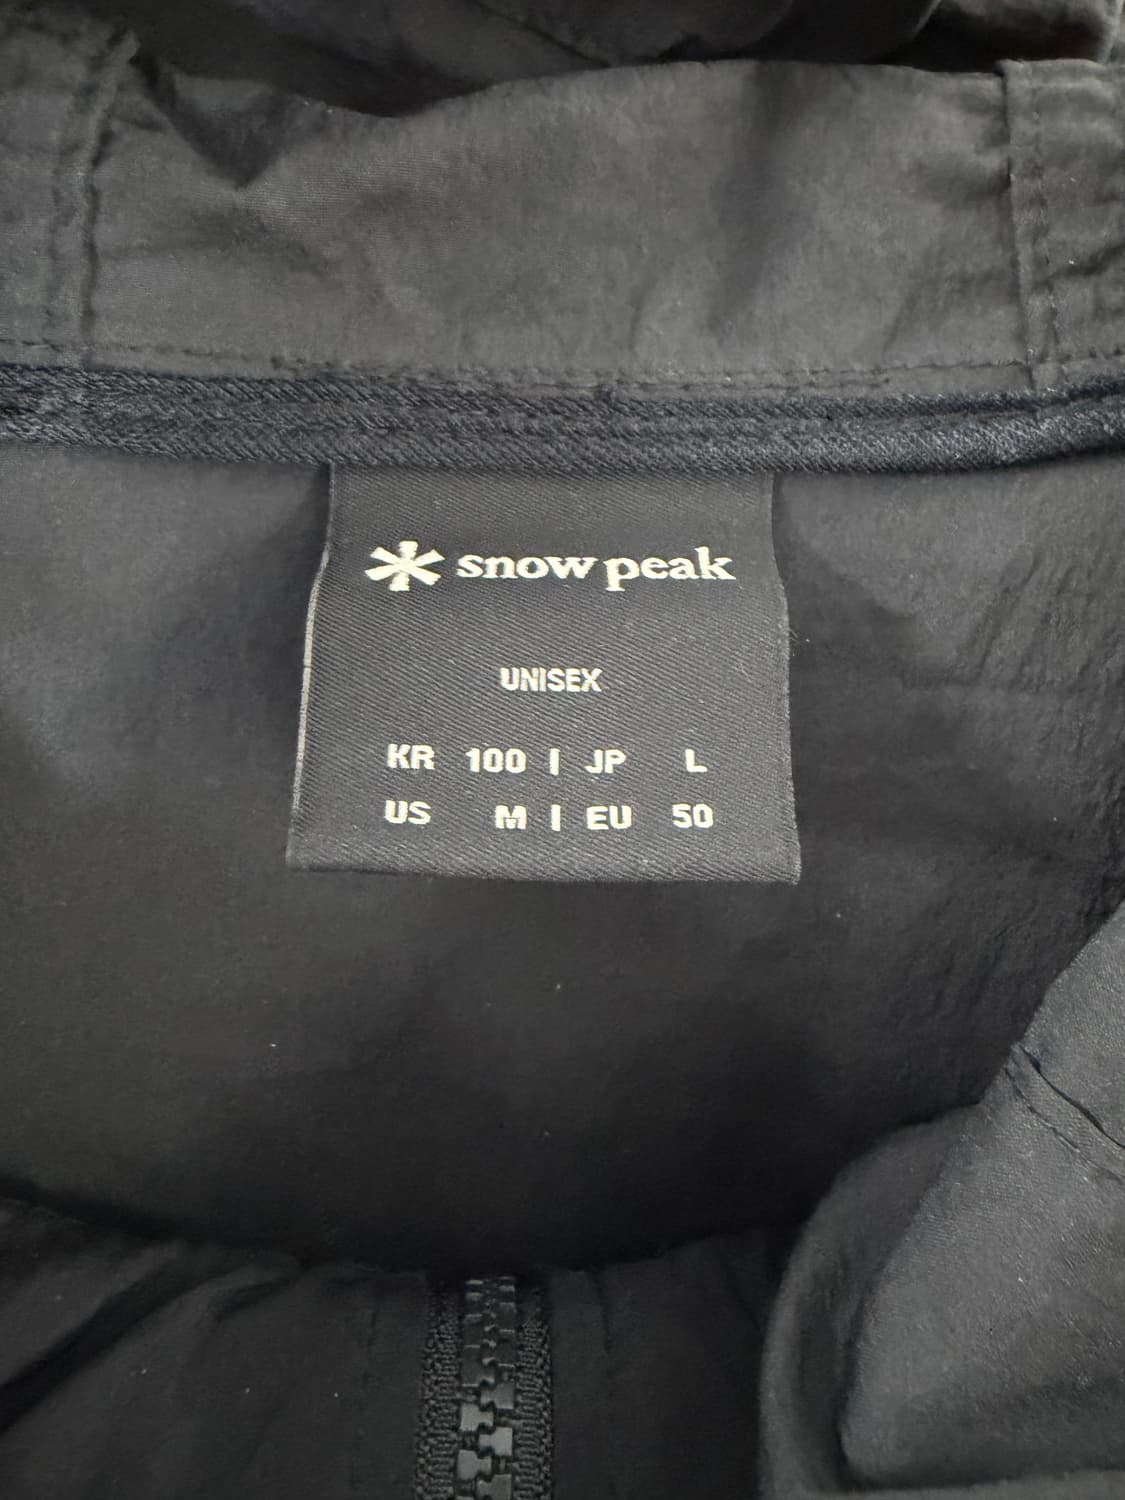 snow peak
UNISEX
KR 100 | JP L
US M | EU 50